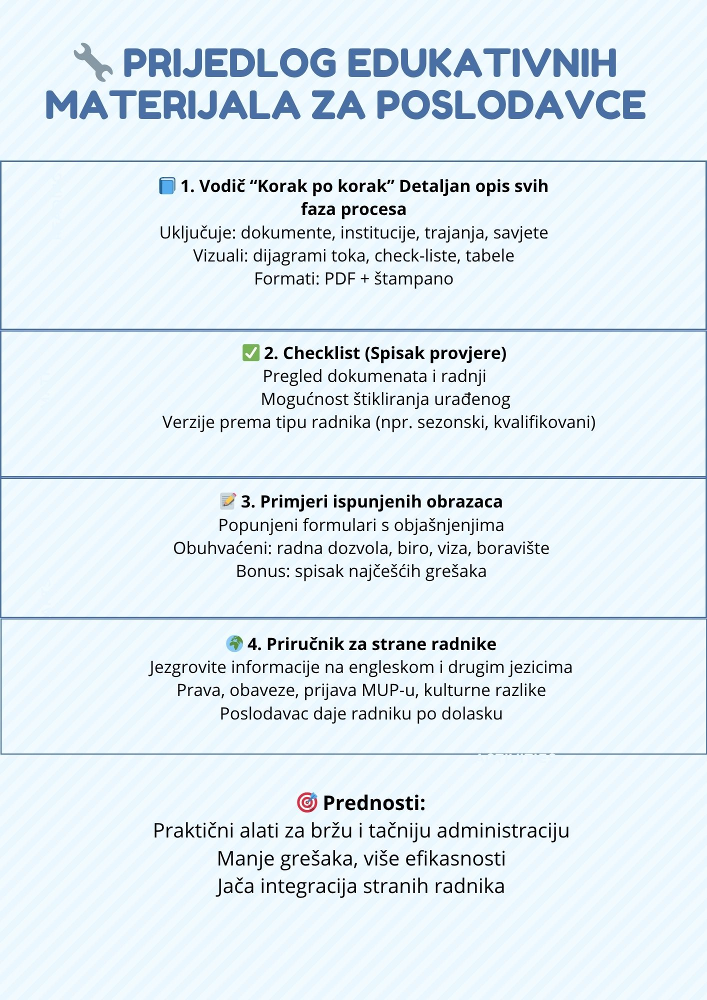 🔧 PRIJEDLOG EDUKATIVNIH
MATERIJALA ZA POSLODAVCE
📘 1. Vodič “Korak po korak” Detaljan opis svih
faza procesa
Uključuje: dokumente, institucije, trajanja, savjete
Vizuali: dijagrami toka, check-liste, tabele
Formati: PDF + štampano
✅ 2. Checklist (Spisak provjere)
Pregled dokumenata i radnji
Mogućnost štikliranja urađenog
Verzije prema tipu radnika (npr. sezonski, kvalifikovani)
📝 3. Primjeri ispunjenih obrazaca
Popunjeni formulari s objašnjenjima
Obuhvaćeni: radna dozvola, biro, viza, boravište
Bonus: spisak najčešćih grešaka
🌍 4. Priručnik za strane radnike
Jezgrovite informacije na engleskom i drugim jezicima
Prava, obaveze, prijava MUP-u, kulturne razlike
Poslodavac daje radniku po dolasku
ACTIVITIES
🎯 Prednosti:
Praktični alati za bržu i tačniju administraciju
Manje grešaka, više efikasnosti
Jača integracija stranih radnika